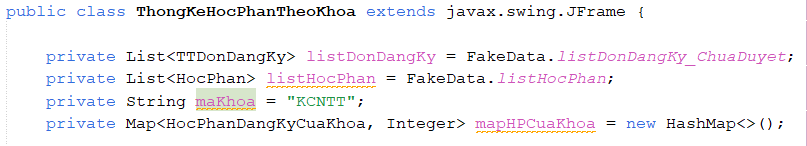 public class ThongKeHocPhanTheoKhoa extends javax.swing.JFrame {
private List<TTDonDangKy> listDonDangKy = FakeData.listDonDangKy_ChuaDuyet;
private List<HocPhan> listHocPhan = FakeData.listHocPhan;
private String maKhoa = "KCNTT";
private Map<HocPhanDangKyCuaKhoa, Integer> mapHPCuaKhoa = new HashMap<>();